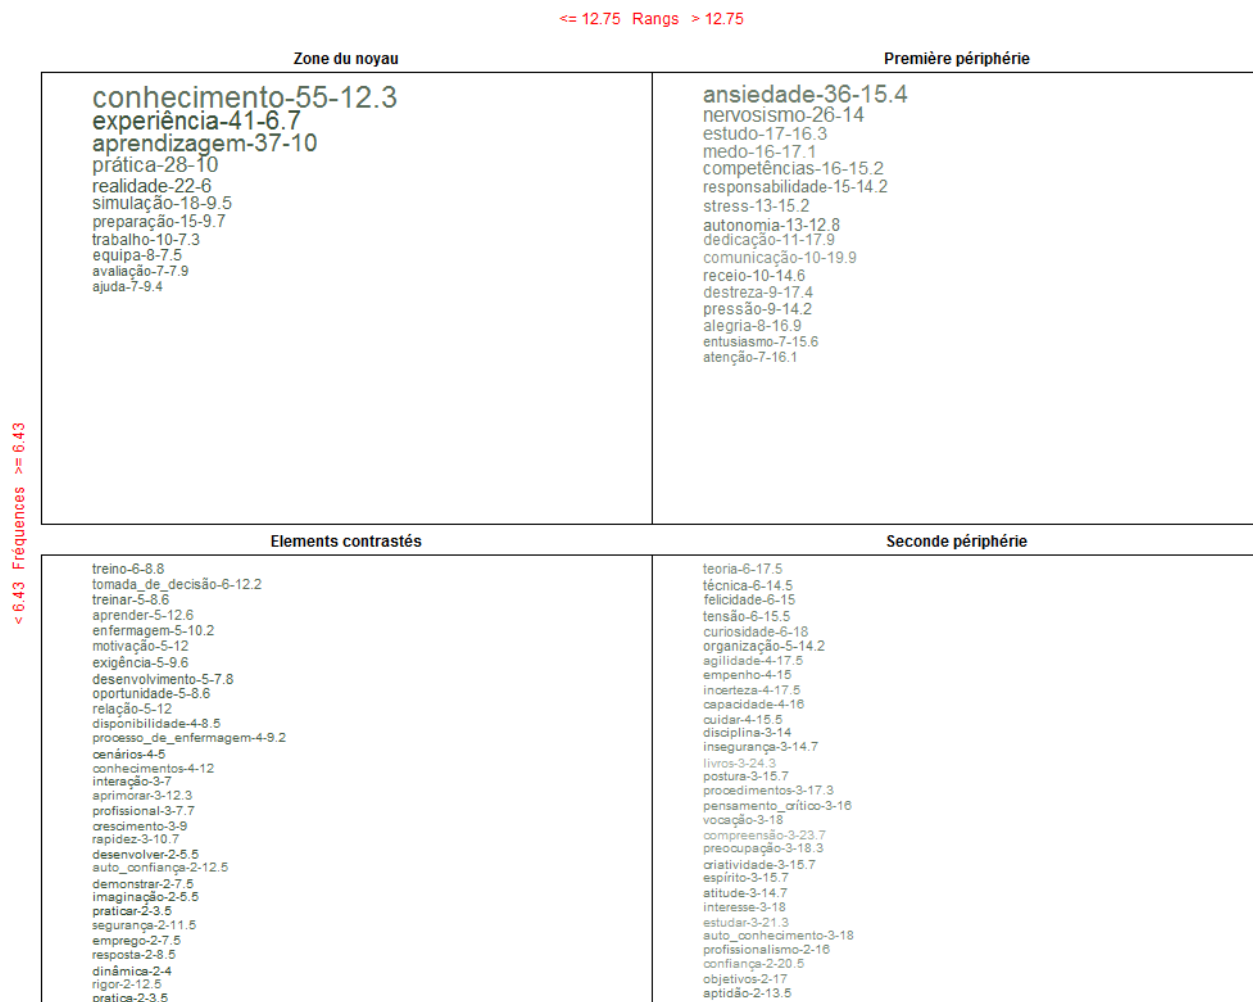 <= 12.75 Rangs > 12.75
Zone du noyau
conhecimento-55-12.3
experiência-41-6.7
aprendizagem-37-10
prática-28-10
realidade-22-6
simulação-18-9.5
preparação-15-9.7
trabalho-10-7.3
equipa-8-7.5
avaliação-7-7.9
ajuda-7-9.4
Première périphérie
ansiedade-36-15.4
nervosismo-26-14
estudo-17-16.3
medo-16-17.1
competências-16-15.2
responsabilidade-15-14.2
stress-13-15.2
autonomia-13-12.8
dedicação-11-17.9
comunicação-10-19.9
receio-10-14.6
destreza-9-17.4
pressão-9-14.2
alegria-8-16.9
entusiasmo-7-15.6
atenção-7-16.1
< 6.43 Fréquences >= 6.43
Elements contrastés
treino-6-8.8
tomada_de_decisão-6-12.2
treinar-5-8.6
aprender-5-12.6
enfermagem-5-10.2
motivação-5-12
exigência-5-9.6
desenvolvimento-5-7.8
oportunidade-5-8.6
relação-5-12
disponibilidade-4-8.5
processo_de_enfermagem-4-9.2
cenários-4-5
conhecimentos-4-12
interação-3-7
aprimorar-3-12.3
profissional-3-7.7
crescimento-3-9
rapidez-3-10.7
desenvolver-2-5.5
auto_confiança-2-12.5
demonstrar-2-7.5
imaginação-2-5.5
praticar-2-3.5
segurança-2-11.5
emprego-2-7.5
resposta-2-8.5
dinâmica-2-4
rigor-2-12.5
pratica-2-3.5
Seconde périphérie
teoria-6-17.5
técnica-6-14.5
felicidade-6-15
tensão-6-15.5
curiosidade-6-18
organização-5-14.2
agilidade-4-17.5
empenho-4-15
incerteza-4-17.5
capacidade-4-16
cuidar-4-15.5
disciplina-3-14
insegurança-3-14.7
livros-3-24.3
postura-3-15.7
procedimentos-3-17.3
pensamento_crítico-3-16
vocação-3-18
compreensão-3-23.7
preocupação-3-18.3
criatividade-3-15.7
espírito-3-15.7
atitude-3-14.7
interesse-3-18
estudar-3-21.3
auto_conhecimento-3-18
profissionalismo-2-16
confiança-2-20.5
objetivos-2-17
aptidão-2-13.5